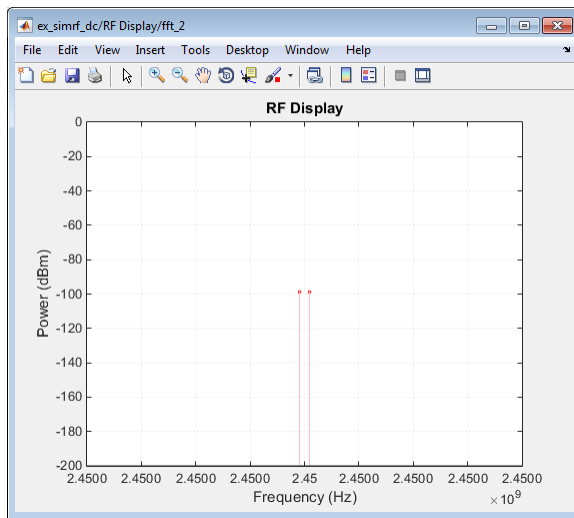 ex_simrf_dc/RF Display/fft_2
File Edit View Insert Tools Desktop Window Help
RF Display
0
-20
-40
-60
-80
-100
-120
-140
-160
-180
-200
Power (dBm)
2.4500 2.4500 2.4500 2.4500 2.45 2.4500 2.4500 2.4500 2.4500
Frequency (Hz)
×10⁹